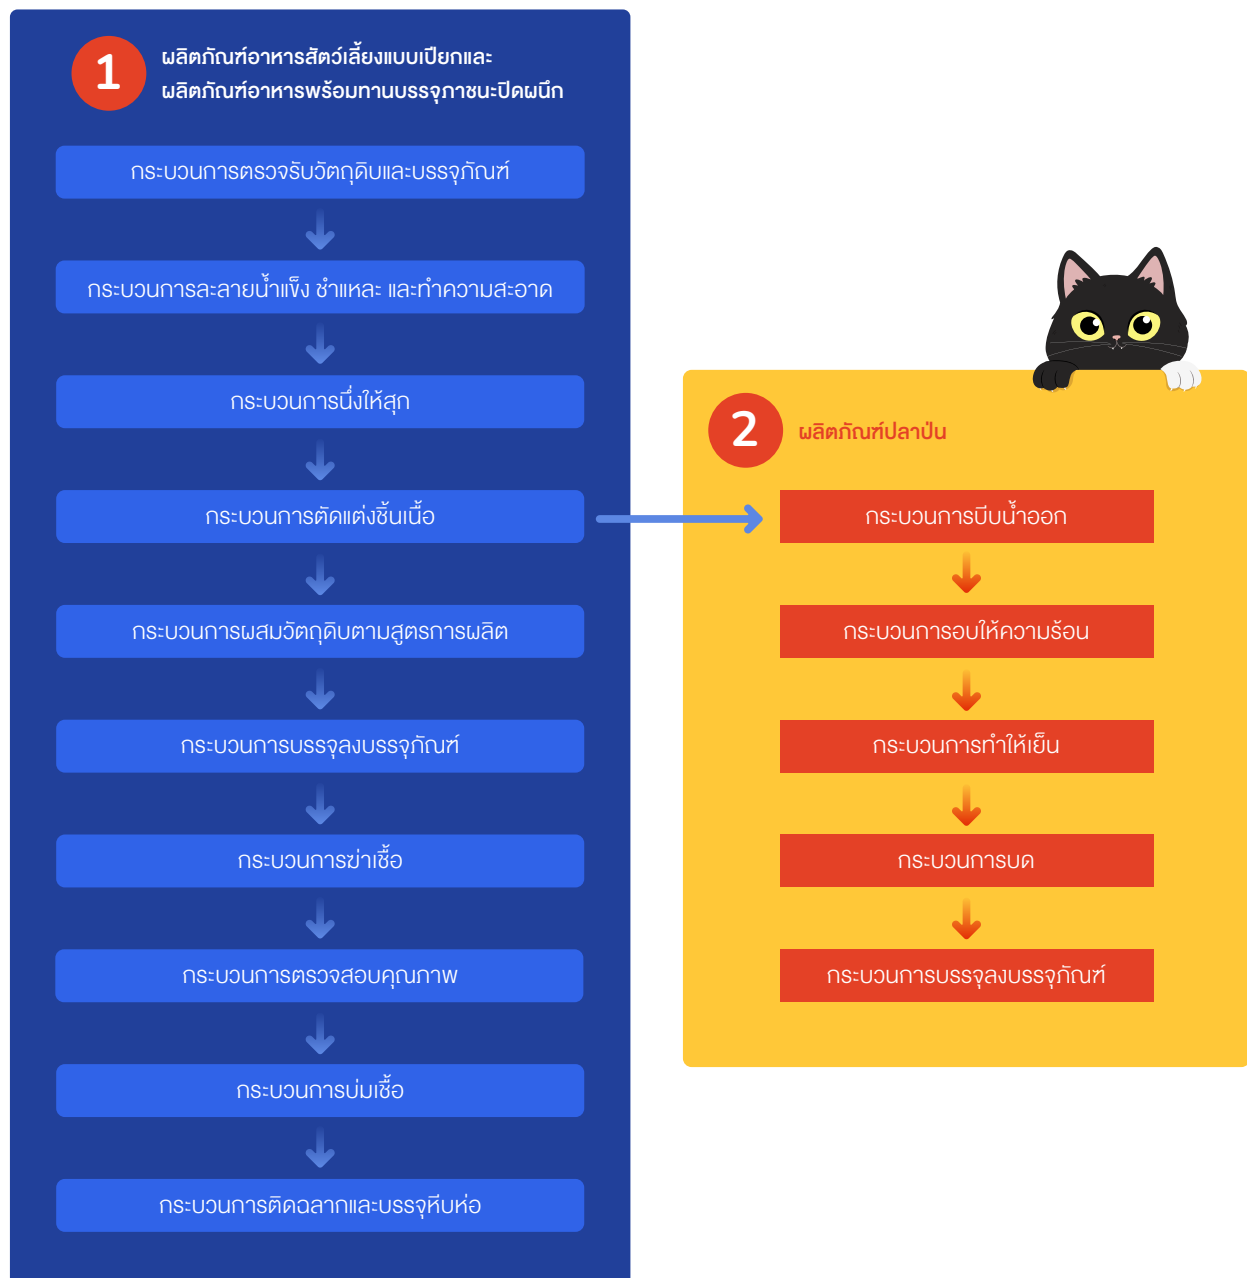 1
ผลิตภัณฑ์อาหารสัตว์เลี้ยงแบบเปียกและ
ผลิตภัณฑ์อาหารพร้อมทานบรรจุภาชนะปิดผนึก
กระบวนการตรวจรับวัตถุดิบและบรรจุภัณฑ์
กระบวนการละลายน้ำแข็ง ชำแหละ และทำความสะอาด
กระบวนการนึ่งให้สุก
กระบวนการตัดแต่งชิ้นเนื้อ
กระบวนการผสมวัตถุดิบตามสูตรการผลิต
กระบวนการบรรจุลงบรรจุภัณฑ์
กระบวนการฆ่าเชื้อ
กระบวนการตรวจสอบคุณภาพ
กระบวนการบ่มเชื้อ
กระบวนการติดฉลากและบรรจุหีบห่อ
2
ผลิตภัณฑ์ปลาป่น
กระบวนการบีบน้ำออก
กระบวนการอบให้ความร้อน
กระบวนการทำให้เย็น
กระบวนการบด
กระบวนการบรรจุลงบรรจุภัณฑ์